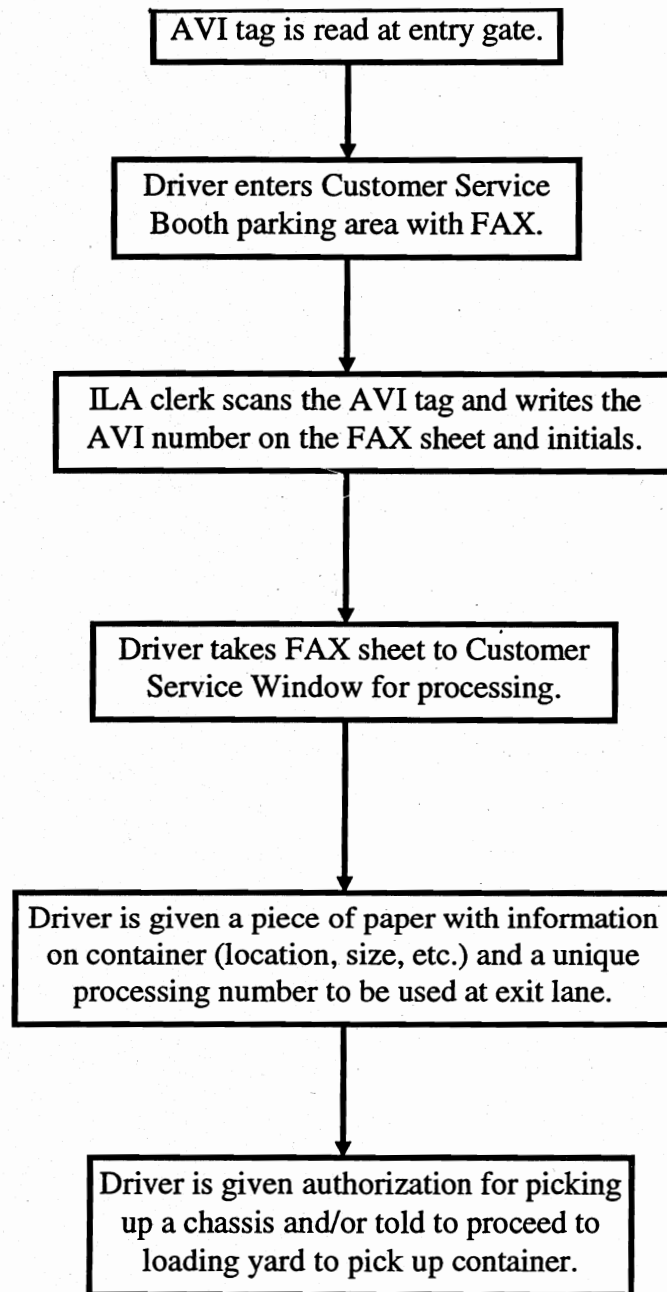 AVI tag is read at entry gate.
Driver enters Customer Service
Booth parking area with FAX.
ILA clerk scans the AVI tag and writes the
AVI number on the FAX sheet and initials.
Driver takes FAX sheet to Customer
Service Window for processing.
Driver is given a piece of paper with information
on container (location, size, etc.) and a unique
processing number to be used at exit lane.
Driver is given authorization for picking
up a chassis and/or told to proceed to
loading yard to pick up container.